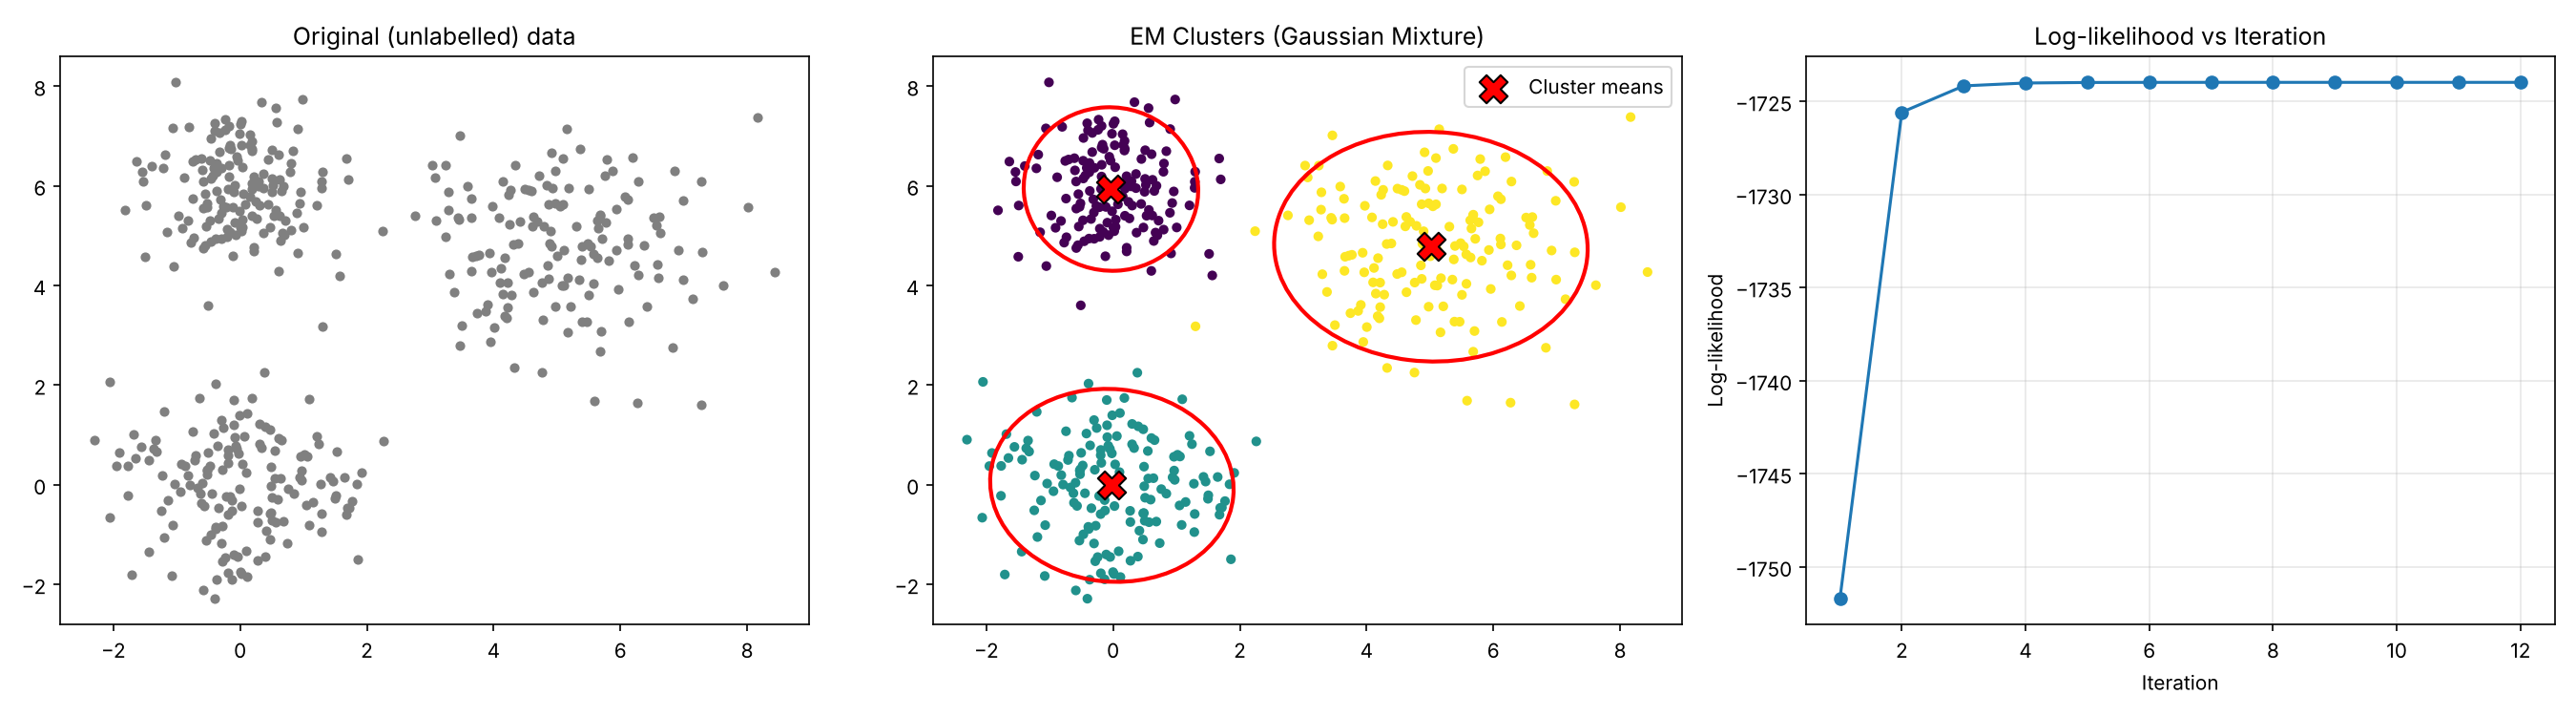 Original (unlabelled) data
8
6
4
2
0
−2
−2 0 2 4 6 8
EM Clusters (Gaussian Mixture)
Cluster means
8
6
4
2
0
−2
−2 0 2 4 6 8
Log-likelihood vs Iteration
Log-likelihood
−1725
−1730
−1735
−1740
−1745
−1750
2 4 6 8 10 12
Iteration